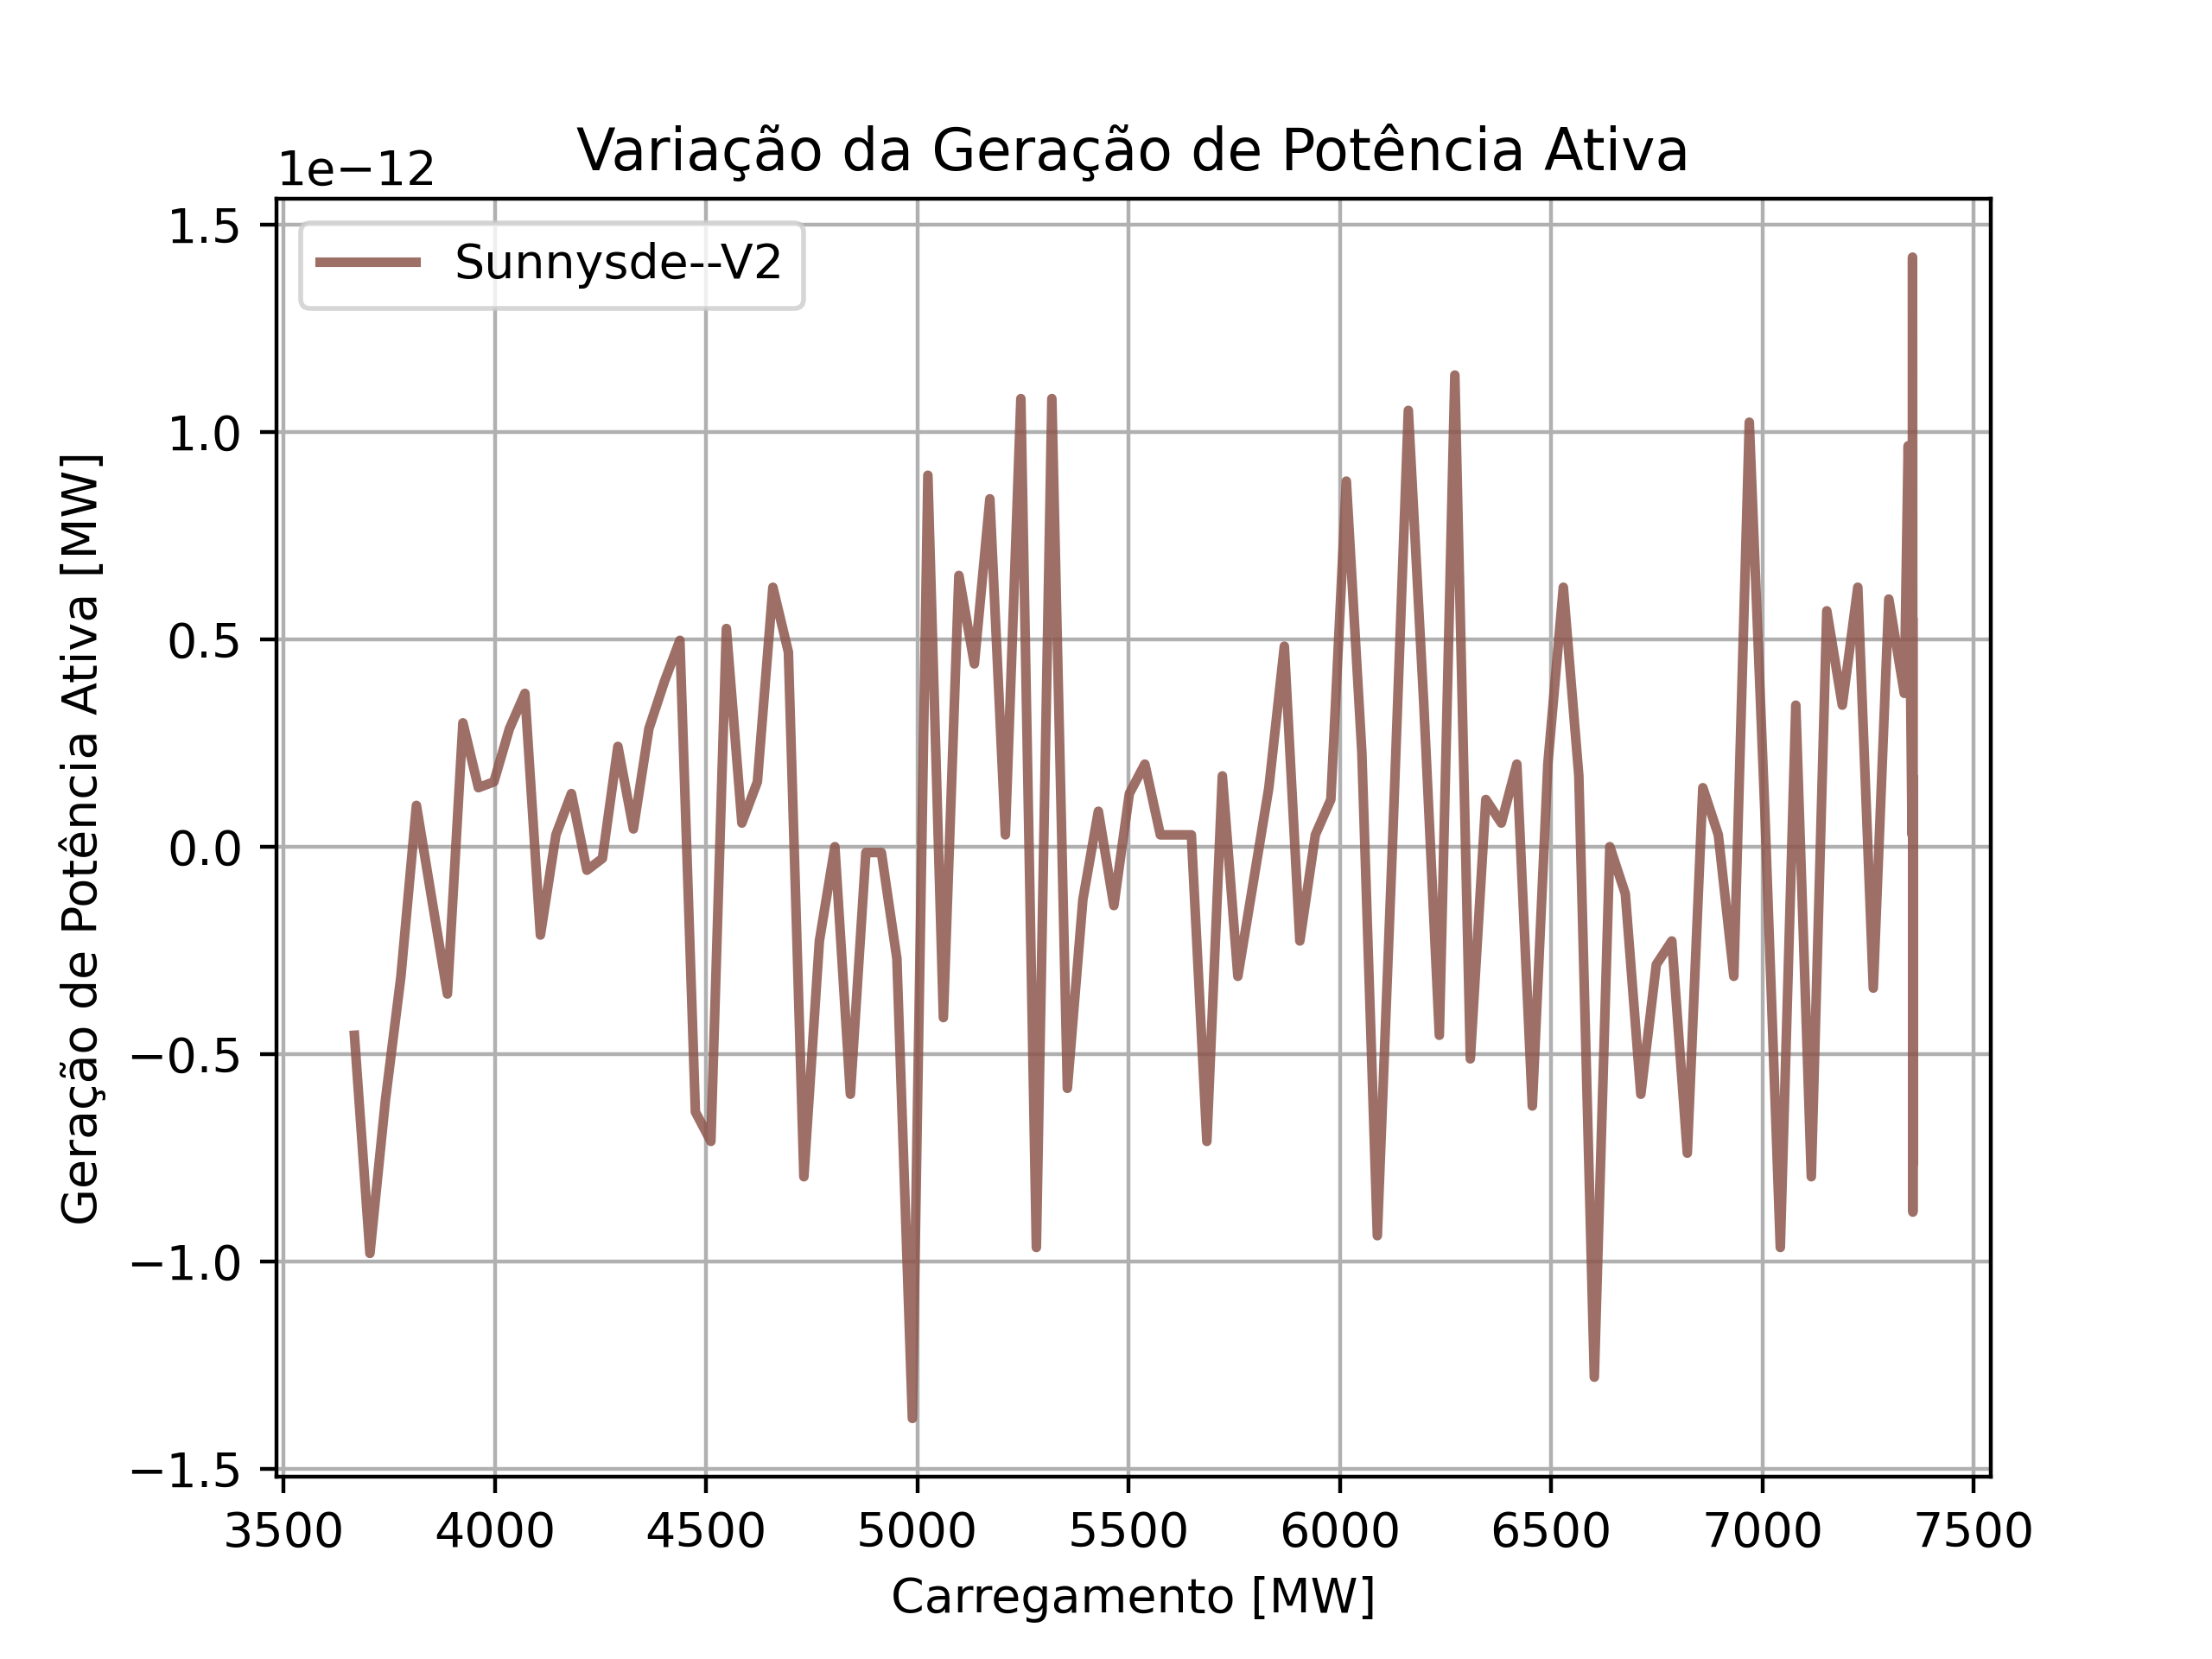 Variação da Geração de Potência Ativa
1e−12
Sunnysde--V2
Geração de Potência Ativa [MW]
1.5
1.0
0.5
0.0
−0.5
−1.0
−1.5
3500 4000 4500 5000 5500 6000 6500 7000 7500
Carregamento [MW]